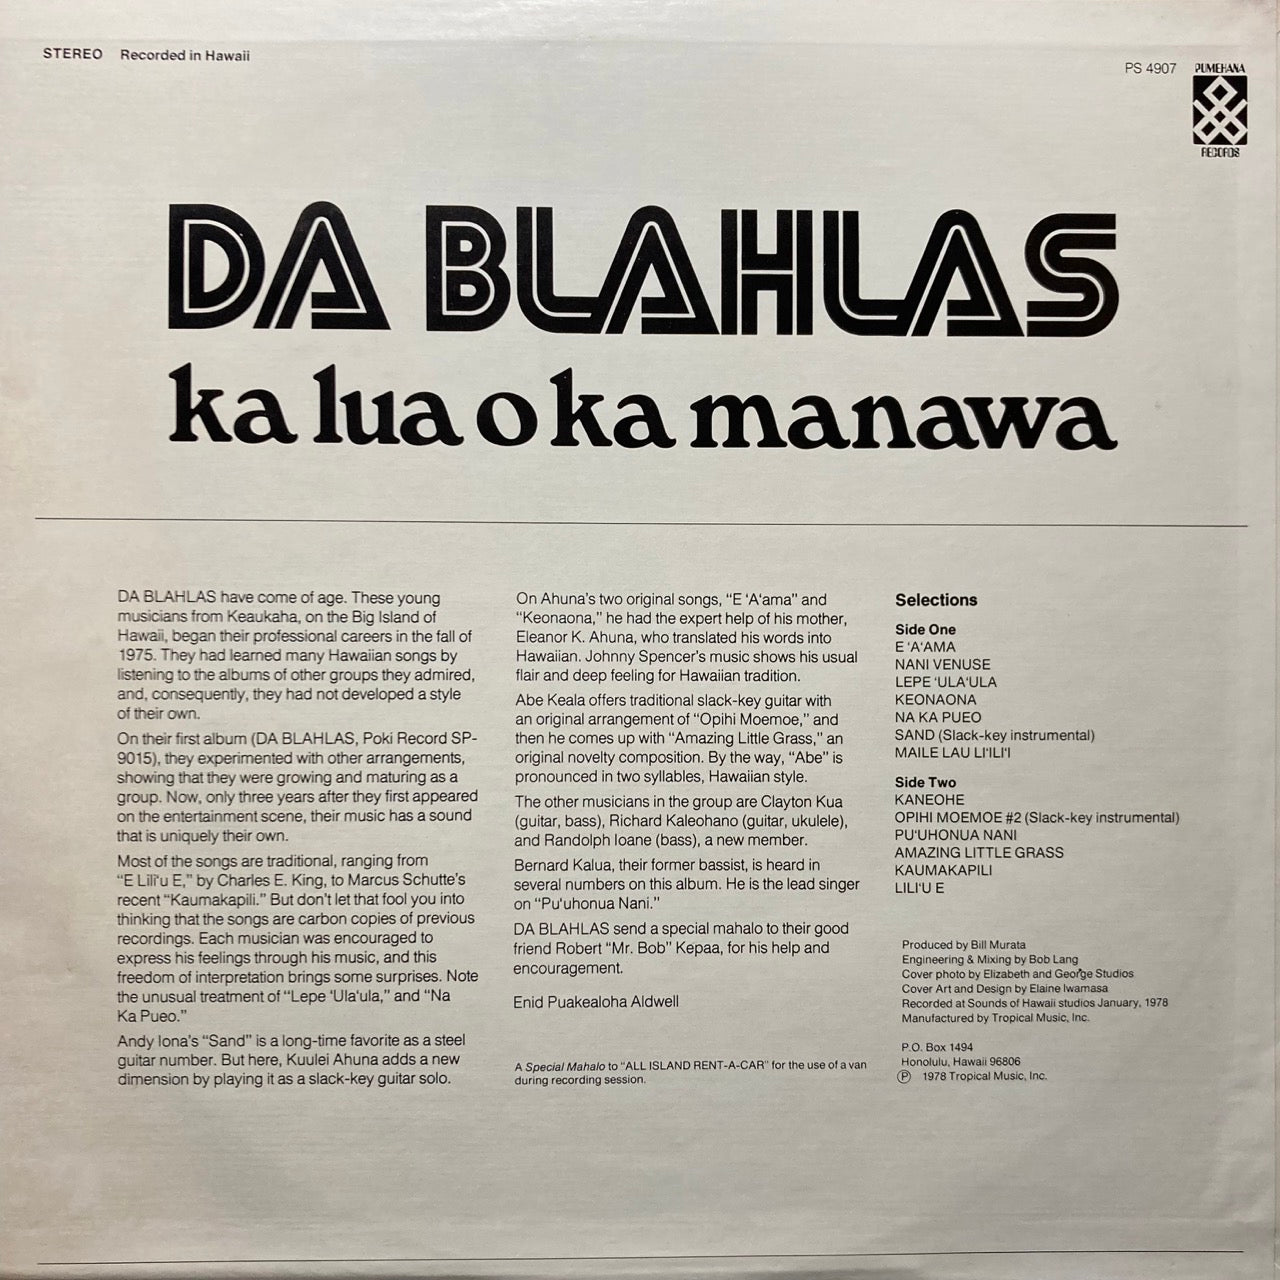 STEREO Recorded in Hawaii
PS 4907
PUMEHANA
RECORDS
DA BLAHLAS
ka lua o ka manawa
DA BLAHLAS have come of age. These young
musicians from Keaukaha, on the Big Island of
Hawaii, began their professional careers in the fall of
1975. They had learned many Hawaiian songs by
listening to the albums of other groups they admired,
and, consequently, they had not developed a style
of their own.
On their first album (DA BLAHLAS, Poki Record SP-
9015), they experimented with other arrangements,
showing that they were growing and maturing as a
group. Now, only three years after they first appeared
on the entertainment scene, their music has a sound
that is uniquely their own.
Most of the songs are traditional, ranging from
“E Lili‘u E,” by Charles E. King, to Marcus Schutte’s
recent “Kaumakapili.” But don’t let that fool you into
thinking that the songs are carbon copies of previous
recordings. Each musician was encouraged to
express his feelings through his music, and this
freedom of interpretation brings some surprises. Note
the unusual treatment of “Lepe ‘Ula‘ula,” and “Na
Ka Pueo.”
Andy Iona’s “Sand” is a long-time favorite as a steel
guitar number. But here, Kuulei Ahuna adds a new
dimension by playing it as a slack-key guitar solo.
On Ahuna’s two original songs, “E ‘A‘ama” and
“Keonaona,” he had the expert help of his mother,
Eleanor K. Ahuna, who translated his words into
Hawaiian. Johnny Spencer’s music shows his usual
flair and deep feeling for Hawaiian tradition.
Abe Keala offers traditional slack-key guitar with
an original arrangement of “Opihi Moemoe,” and
then he comes up with “Amazing Little Grass,” an
original novelty composition. By the way, “Abe” is
pronounced in two syllables, Hawaiian style.
The other musicians in the group are Clayton Kua
(guitar, bass), Richard Kaleohano (guitar, ukulele),
and Randolph Ioane (bass), a new member.
Bernard Kalua, their former bassist, is heard in
several numbers on this album. He is the lead singer
on “Pu‘uhonua Nani.”
DA BLAHLAS send a special mahalo to their good
friend Robert “Mr. Bob” Kepaa, for his help and
encouragement.
Enid Puakealoha Aldwell
A Special Mahalo to “ALL ISLAND RENT-A-CAR” for the use of a van
during recording session.
Selections
Side One
E ‘A‘AMA
NANI VENUSE
LEPE ‘ULA‘ULA
KEONAONA
NA KA PUEO
SAND (Slack-key instrumental)
MAILE LAU LI‘ILI‘I
Side Two
KANEOHE
OPIHI MOEMOE #2 (Slack-key instrumental)
PU‘UHONUA NANI
AMAZING LITTLE GRASS
KAUMAKAPILI
LILI‘U E
Produced by Bill Murata
Engineering & Mixing by Bob Lang
Cover photo by Elizabeth and George Studios
Cover Art and Design by Elaine Iwamasa
Recorded at Sounds of Hawaii studios January, 1978
Manufactured by Tropical Music, Inc.
P.O. Box 1494
Honolulu, Hawaii 96806
℗ 1978 Tropical Music, Inc.